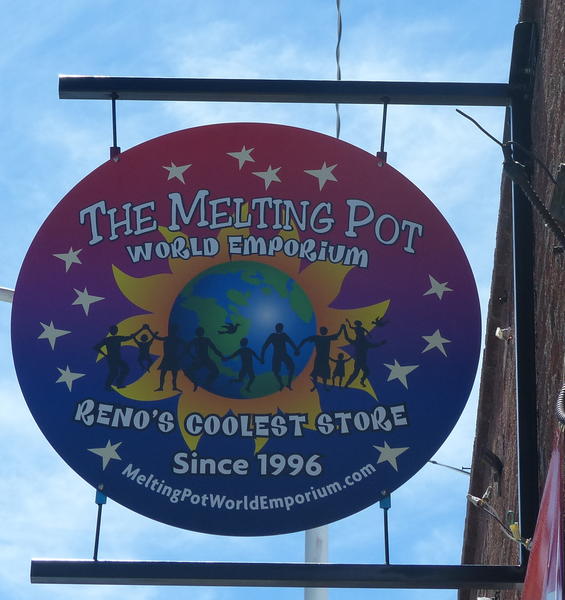 THE MELTING POT
WORLD EMPORIUM
RENO'S COOLEST STORE
Since 1996
MeltingPotWorldEmporium.com